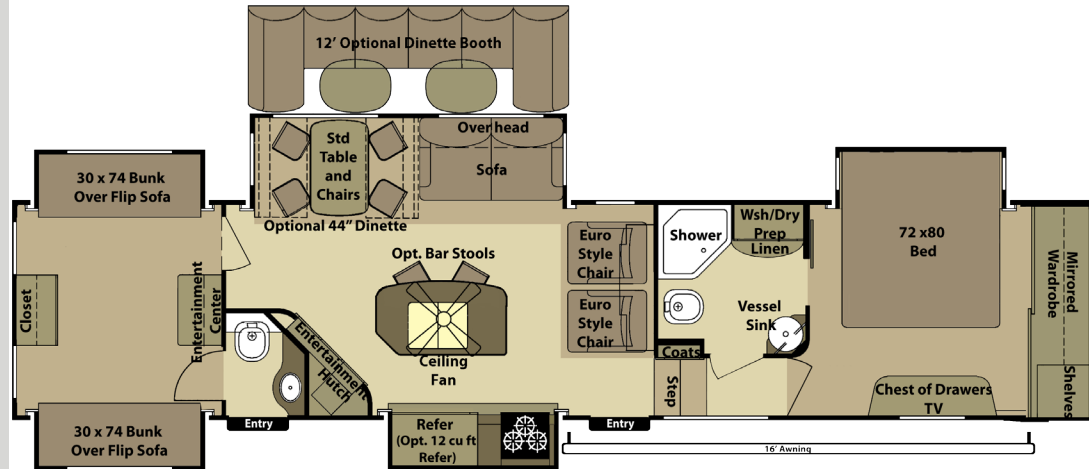 12' Optional Dinette Booth
30 x 74 Bunk
Over Flip Sofa
Std
Table
and
Chairs
Over head
Sofa
Optional 44" Dinette
Opt. Bar Stools
Euro
Style
Chair
Euro
Style
Chair
Shower
Wsh/Dry
Prep
Linen
72 x80
Bed
Mirrored
Wardrobe
Closet
Entertainment
Center
Vessel
Sink
Entertainment
Hutch
Ceiling
Fan
Coats
Step
Chest of Drawers
TV
Shelves
30 x 74 Bunk
Over Flip Sofa
Entry
Refer
(Opt. 12 cu ft
Refer)
Entry
16' Awning